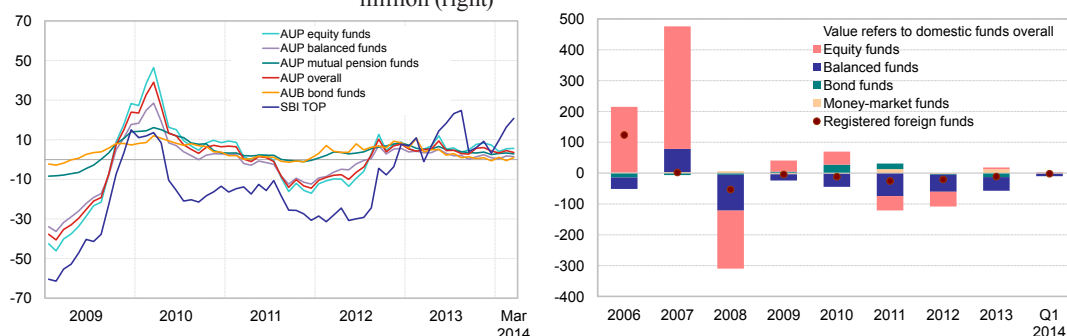 million (right)
70
50
30
10
-10
-30
-50
-70
AUP equity funds
AUP balanced funds
AUP mutual pension funds
AUP overall
AUB bond funds
SBI TOP
2009
2010
2011
2012
2013
Mar
2014
500
400
300
200
100
0
-100
-200
-300
-400
Value refers to domestic funds overall
Equity funds
Balanced funds
Bond funds
Money-market funds
Registered foreign funds
2006
2007
2008
2009
2010
2011
2012
2013
Q1
2014